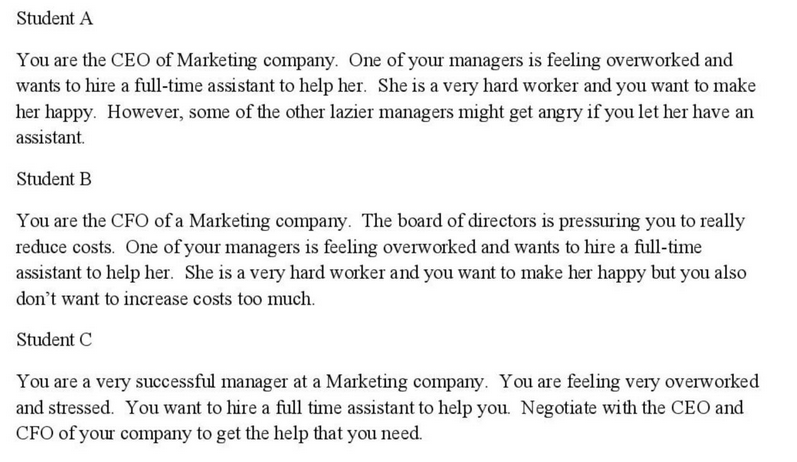 Student A
You are the CEO of Marketing company. One of your managers is feeling overworked and
wants to hire a full-time assistant to help her. She is a very hard worker and you want to make
her happy. However, some of the other lazier managers might get angry if you let her have an
assistant.
Student B
You are the CFO of a Marketing company. The board of directors is pressuring you to really
reduce costs. One of your managers is feeling overworked and wants to hire a full-time
assistant to help her. She is a very hard worker and you want to make her happy but you also
don’t want to increase costs too much.
Student C
You are a very successful manager at a Marketing company. You are feeling very overworked
and stressed. You want to hire a full time assistant to help you. Negotiate with the CEO and
CFO of your company to get the help that you need.